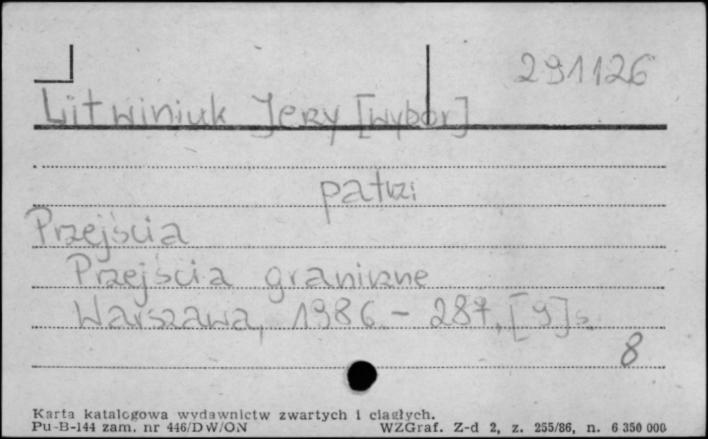 291126
Litwiniuk Jerzy [wybór]
patrz:
Przejścia
Przejścia graniczne
Warszawa, 1986. - 287, [9] s.
8
Karta katalogowa wydawnictw zwartych i ciągłych.
Pu-B-144 zam. nr 446/DW/ON WZGraf. Z-d 2, z. 255/86, n. 6 350 000